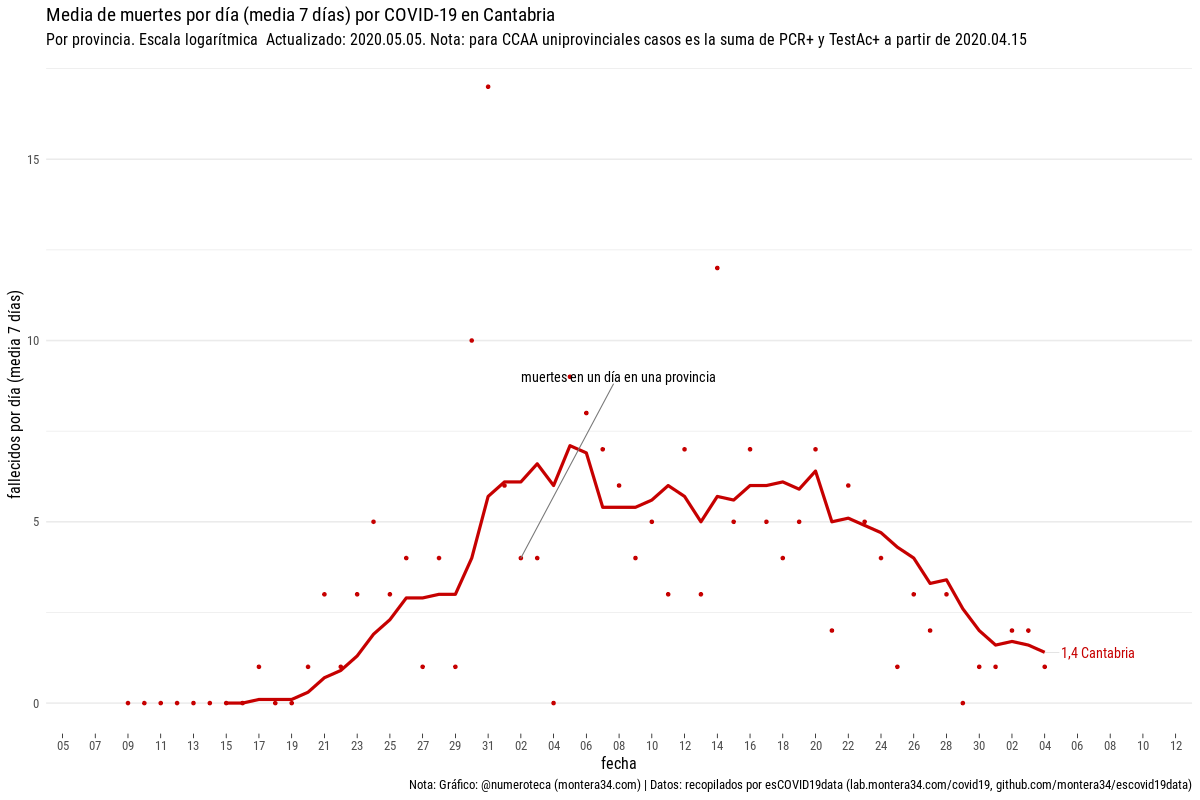 Media de muertes por día (media 7 días) por COVID-19 en Cantabria
Por provincia. Escala logarítmica  Actualizado: 2020.05.05. Nota: para CCAA uniprovinciales casos es la suma de PCR+ y TestAc+ a partir de 2020.04.15
fallecidos por día (media 7 días)
15
10
5
0
muertes en un día en una provincia
1,4 Cantabria
05 07 09 11 13 15 17 19 21 23 25 27 29 31 02 04 06 08 10 12 14 16 18 20 22 24 26 28 30 02 04 06 08 10 12
fecha
Nota: Gráfico: @numeroteca (montera34.com) | Datos: recopilados por esCOVID19data (lab.montera34.com/covid19, github.com/montera34/escovid19data)